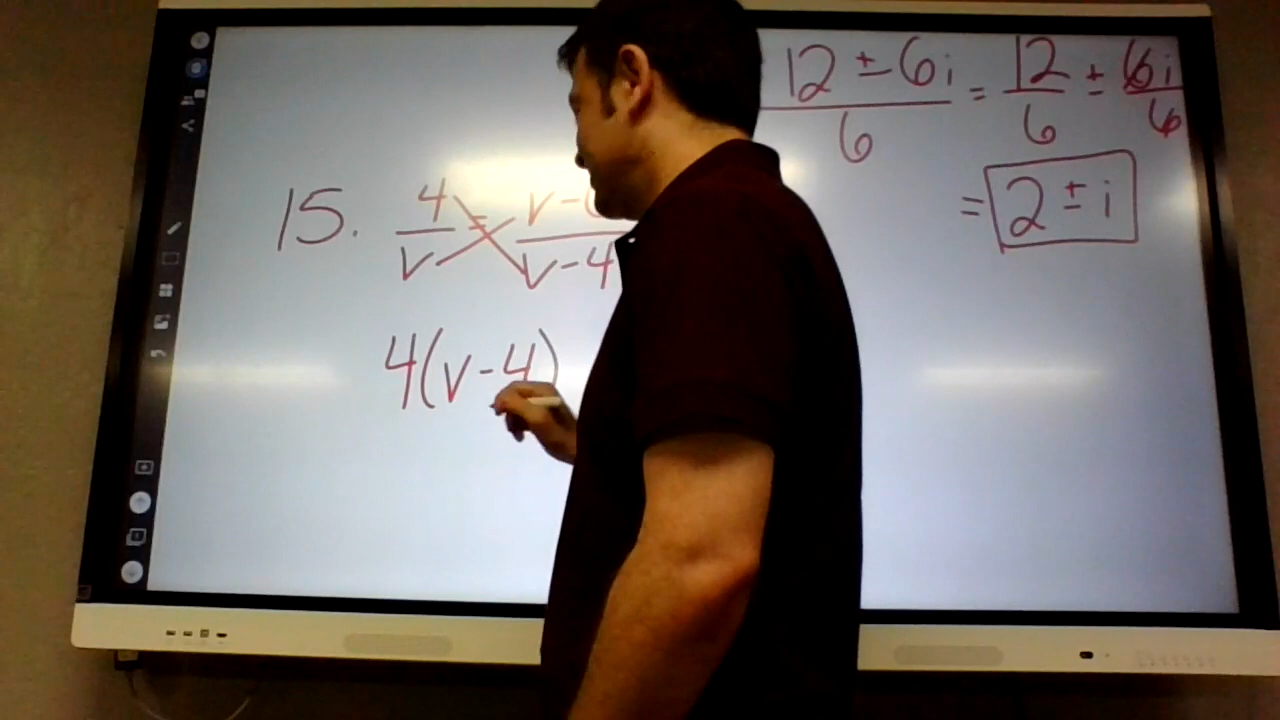 12 ± 6i / 6 = 12/6 ± 6i/6
= 2 ± i
15. 4/v = v- / v-4
4(v-4)